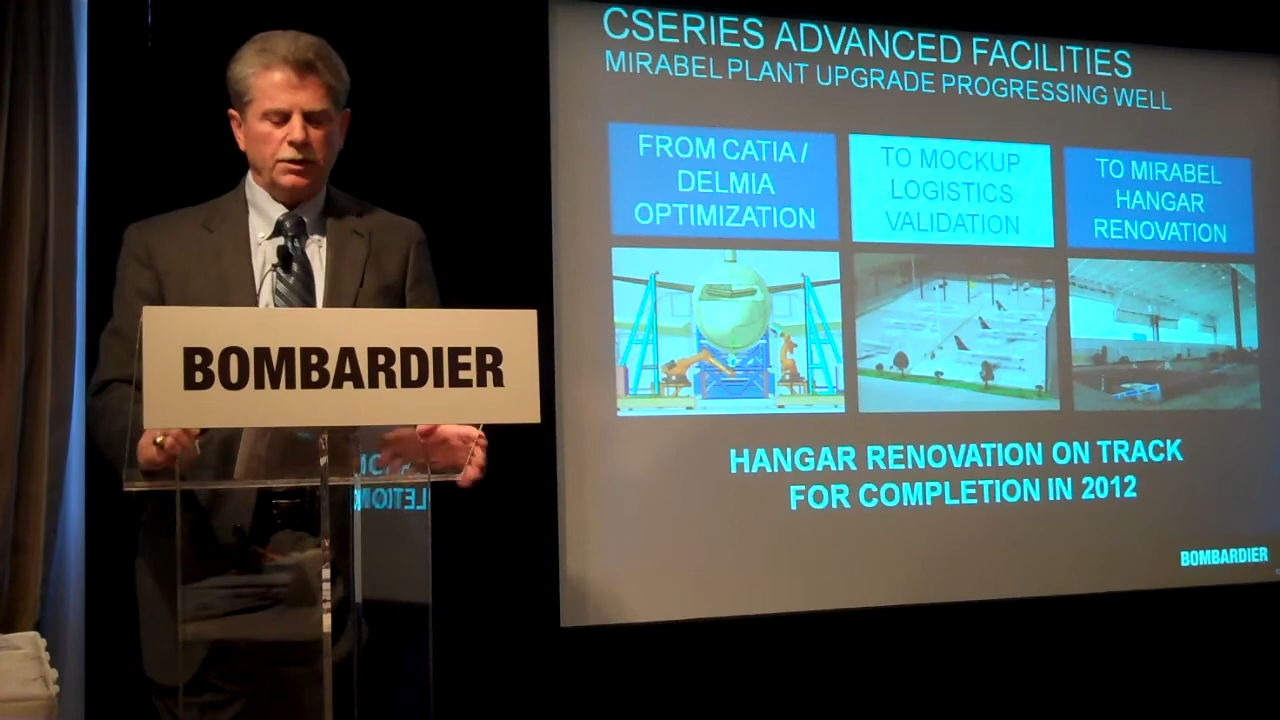 BOMBARDIER
CSERIES ADVANCED FACILITIES
MIRABEL PLANT UPGRADE PROGRESSING WELL
FROM CATIA /
DELMIA
OPTIMIZATION
TO MOCKUP
LOGISTICS
VALIDATION
TO MIRABEL
HANGAR
RENOVATION
HANGAR RENOVATION ON TRACK
FOR COMPLETION IN 2012
BOMBARDIER